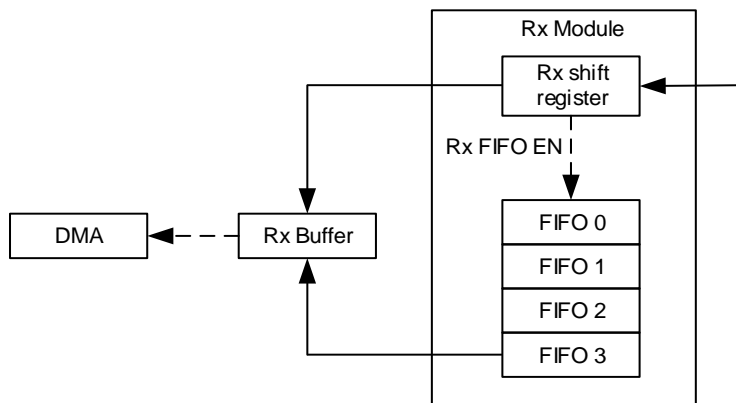 Rx Module
Rx shift
register
Rx FIFO EN
DMA
Rx Buffer
FIFO 0
FIFO 1
FIFO 2
FIFO 3